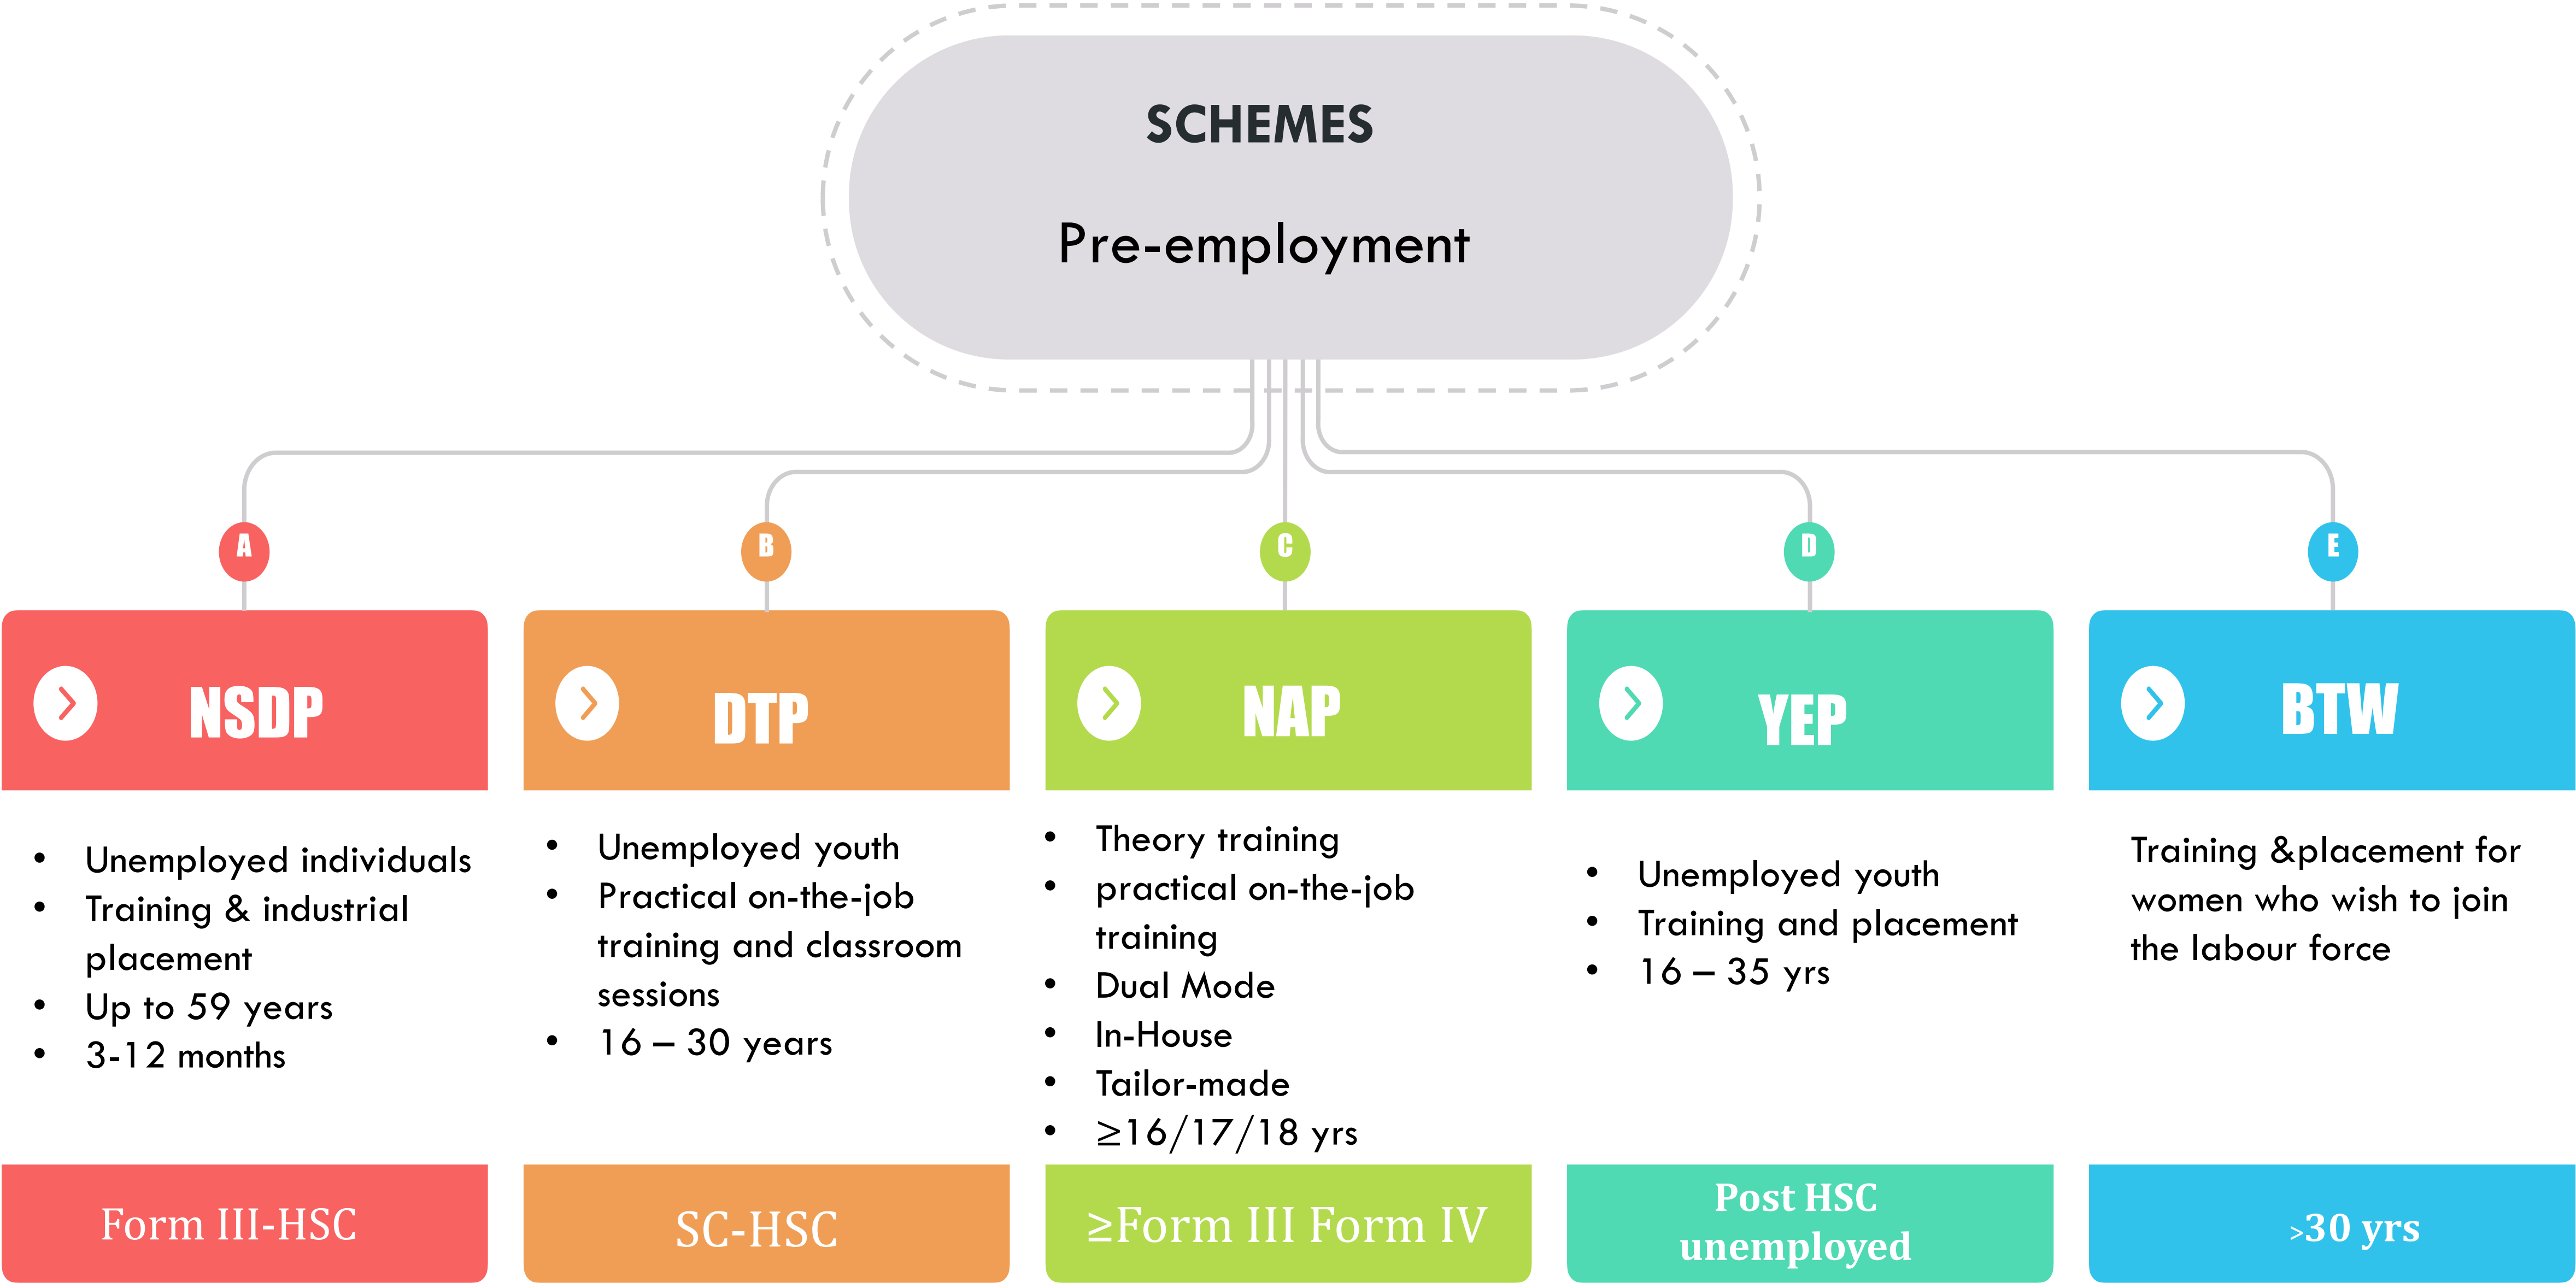 SCHEMES
Pre-employment
A
B
C
D
E
NSDP
DTP
NAP
YEP
BTW
• Unemployed individuals
• Training & industrial
placement
• Up to 59 years
• 3-12 months
• Unemployed youth
• Practical on-the-job
training and classroom
sessions
• 16 – 30 years
• Theory training
• practical on-the-job
training
• Dual Mode
• In-House
• Tailor-made
• ≥16/17/18 yrs
• Unemployed youth
• Training and placement
• 16 – 35 yrs
Training &placement for
women who wish to join
the labour force
Form III-HSC
SC-HSC
≥Form III Form IV
Post HSC
unemployed
>30 yrs